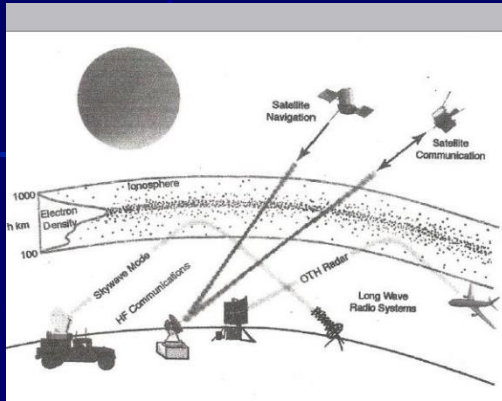 Satellite
Navigation
Satellite
Communication
Ionosphere
1000
Electron
Density
h km
100
Skywave Mode
HF Communications
OTH Radar
Long Wave
Radio Systems